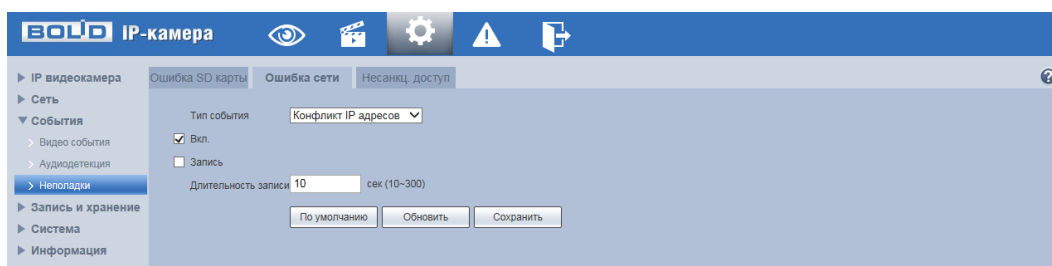 BOLID IP-камера
IP видеокамера
Сеть
События
Видео события
Аудиодетекция
Неполадки
Запись и хранение
Система
Информация
Ошибка SD карты Ошибка сети Несанкц. доступ
Тип события Конфликт IP адресов
Вкл.
Запись
Длительность записи 10 сек (10~300)
По умолчанию Обновить Сохранить
?